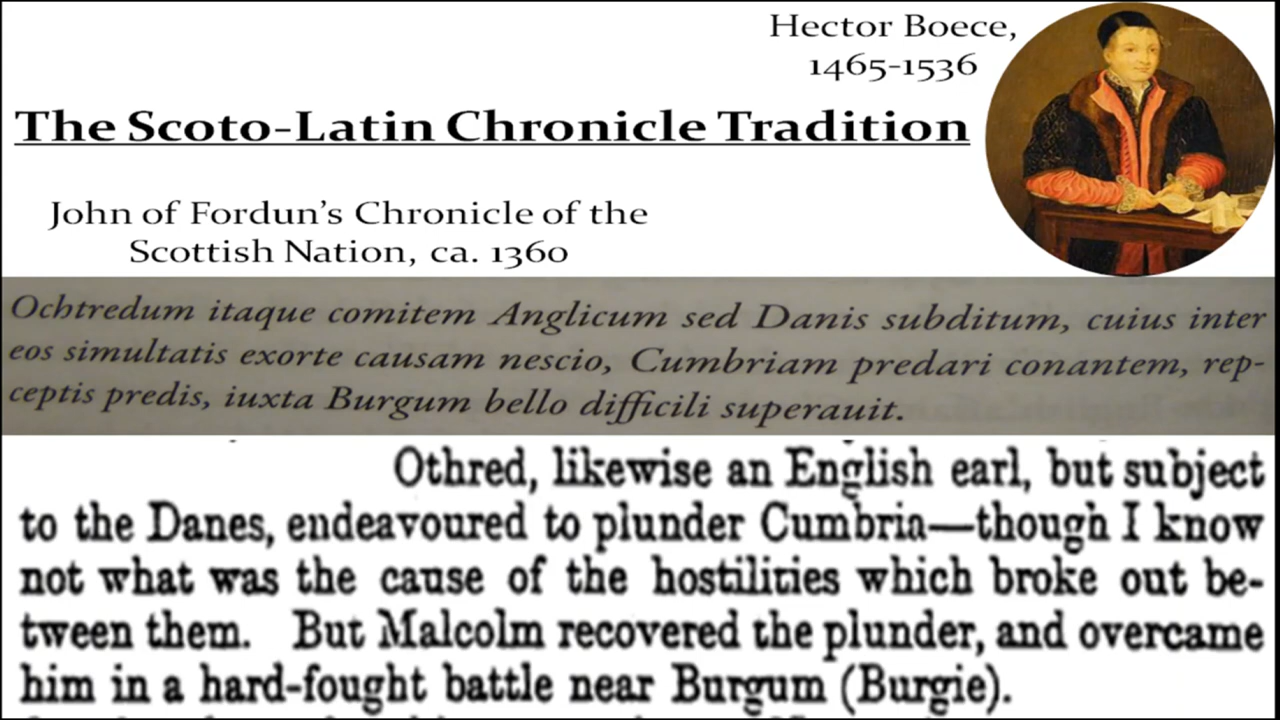 Hector Boece,
1465-1536
The Scoto-Latin Chronicle Tradition
John of Fordun's Chronicle of the
Scottish Nation, ca. 1360
Ochtredum itaque comitem Anglicum sed Danis subditum, cuius inter
eos simultatis exorte causam nescio, Cumbriam predari conantem, rep-
ceptis predis, iuxta Burgum bello difficili superauit.
Othred, likewise an English earl, but subject
to the Danes, endeavoured to plunder Cumbria—though I know
not what was the cause of the hostilities which broke out be-
tween them. But Malcolm recovered the plunder, and overcame
him in a hard-fought battle near Burgum (Burgie).